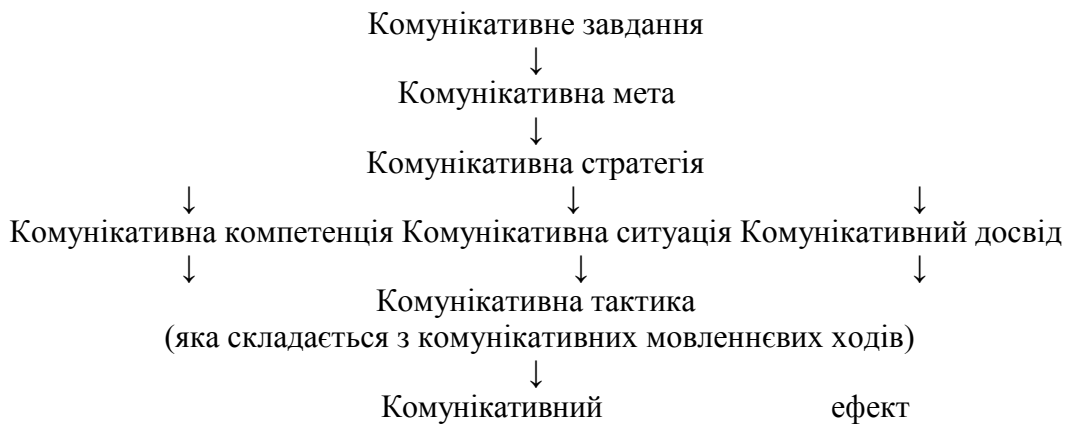 Комунікативне завдання
↓
Комунікативна мета
↓
Комунікативна стратегія
↓ ↓ ↓
Комунікативна компетенція Комунікативна ситуація Комунікативний досвід
↓ ↓ ↓
Комунікативна тактика
(яка складається з комунікативних мовленнєвих ходів)
↓
Комунікативний ефект